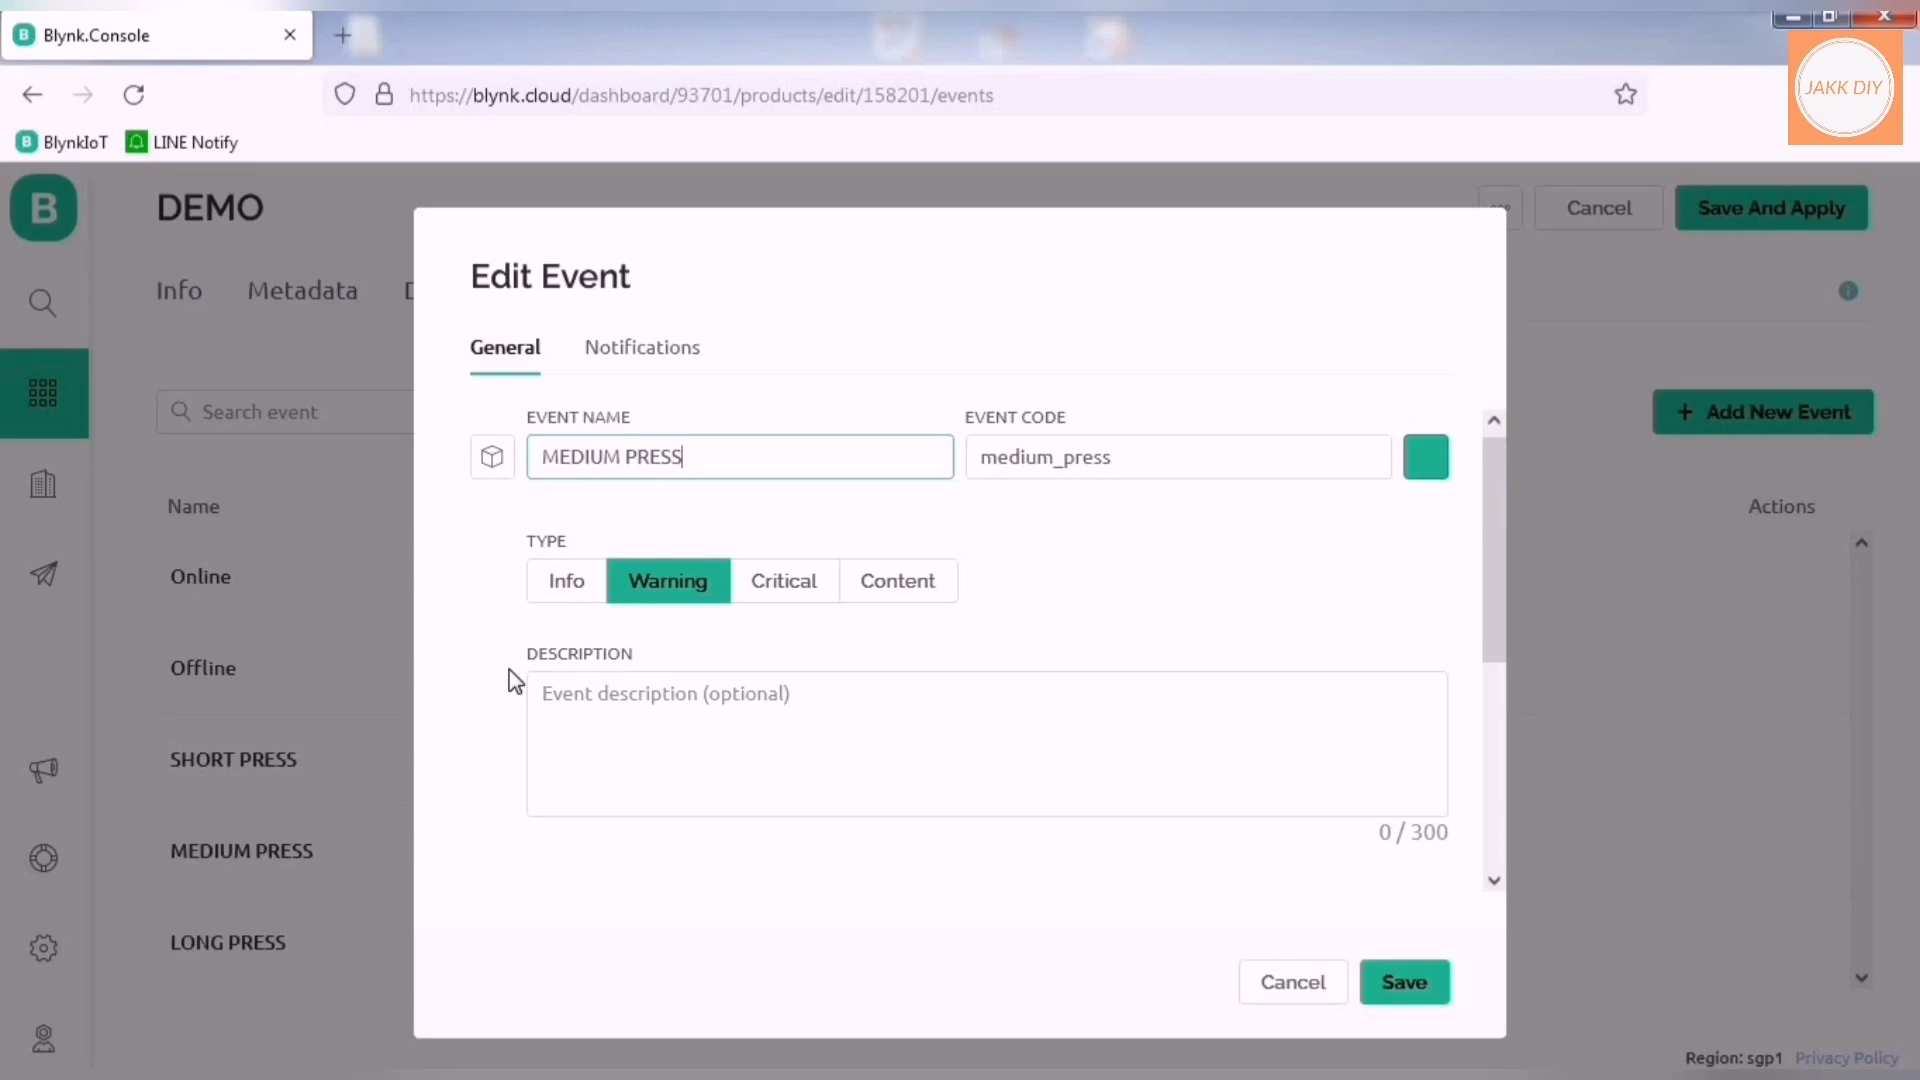 Blynk.Console
https://blynk.cloud/dashboard/93701/products/edit/158201/events
JAKK DIY
BlynkIoT
LINE Notify
B
DEMO
Cancel
Save And Apply
Info
Metadata
Search event
Add New Event
Name
Actions
Online
Offline
SHORT PRESS
MEDIUM PRESS
LONG PRESS
Edit Event
General
Notifications
EVENT NAME
EVENT CODE
MEDIUM PRESS
medium_press
TYPE
Info
Warning
Critical
Content
DESCRIPTION
Event description (optional)
0 / 300
Cancel
Save
Region: sgp1 Privacy Policy